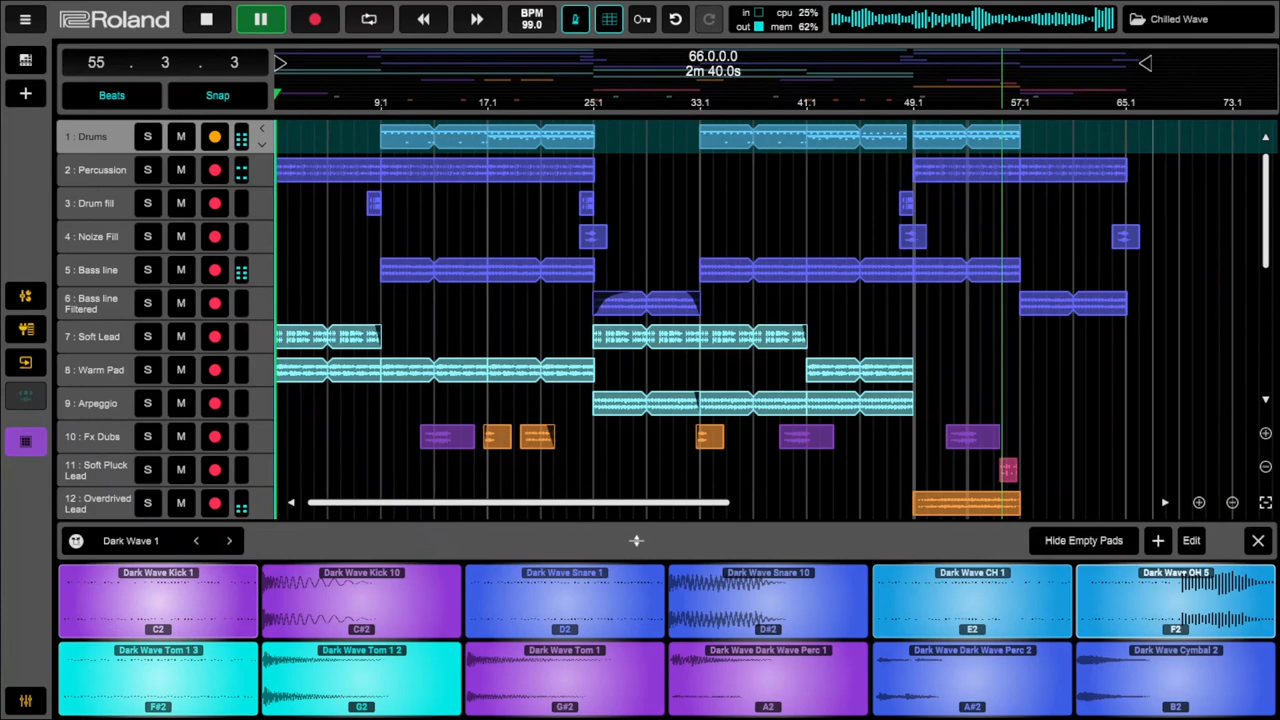 Roland
BPM
99.0
in
out
cpu 25%
mem 62%
Chilled Wave
55 . 3 . 3
Beats
Snap
66.0.0.0
2m 40.0s
9.1
17.1
25.1
33.1
41.1
49.1
57.1
65.1
73.1
1 : Drums
S
M
2 : Percussion
S
M
3 : Drum fill
S
M
4 : Noize Fill
S
M
5 : Bass line
S
M
6 : Bass line
Filtered
S
M
7 : Soft Lead
S
M
8 : Warm Pad
S
M
9 : Arpeggio
S
M
10 : Fx Dubs
S
M
11 : Soft Pluck
Lead
S
M
12 : Overdrived
Lead
S
M
Dark Wave 1
Hide Empty Pads
Edit
Dark Wave Kick 1
C2
Dark Wave Kick 10
C#2
Dark Wave Snare 1
D2
Dark Wave Snare 10
D#2
Dark Wave CH 1
E2
Dark Wave OH 5
F2
Dark Wave Tom 1 3
F#2
Dark Wave Tom 1 2
G2
Dark Wave Tom 1
G#2
Dark Wave Dark Wave Perc 1
A2
Dark Wave Dark Wave Perc 2
A#2
Dark Wave Cymbal 2
B2